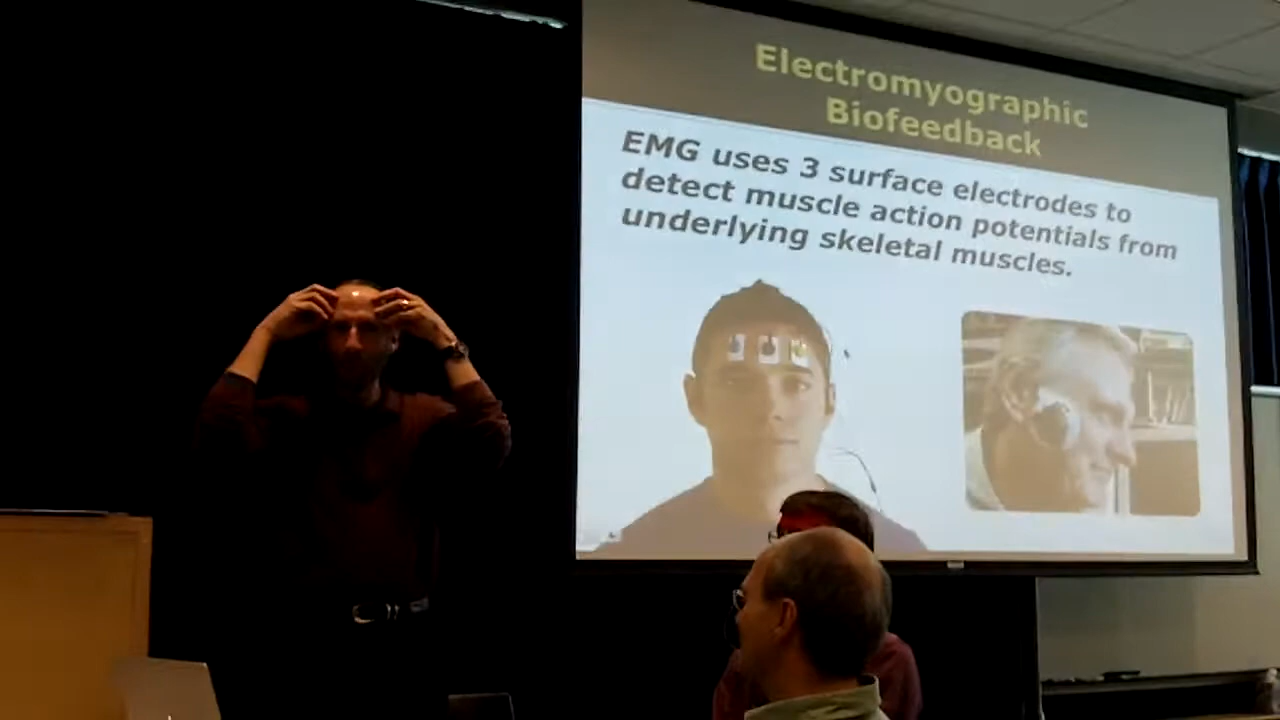 Electromyographic
Biofeedback
EMG uses 3 surface electrodes to
detect muscle action potentials from
underlying skeletal muscles.